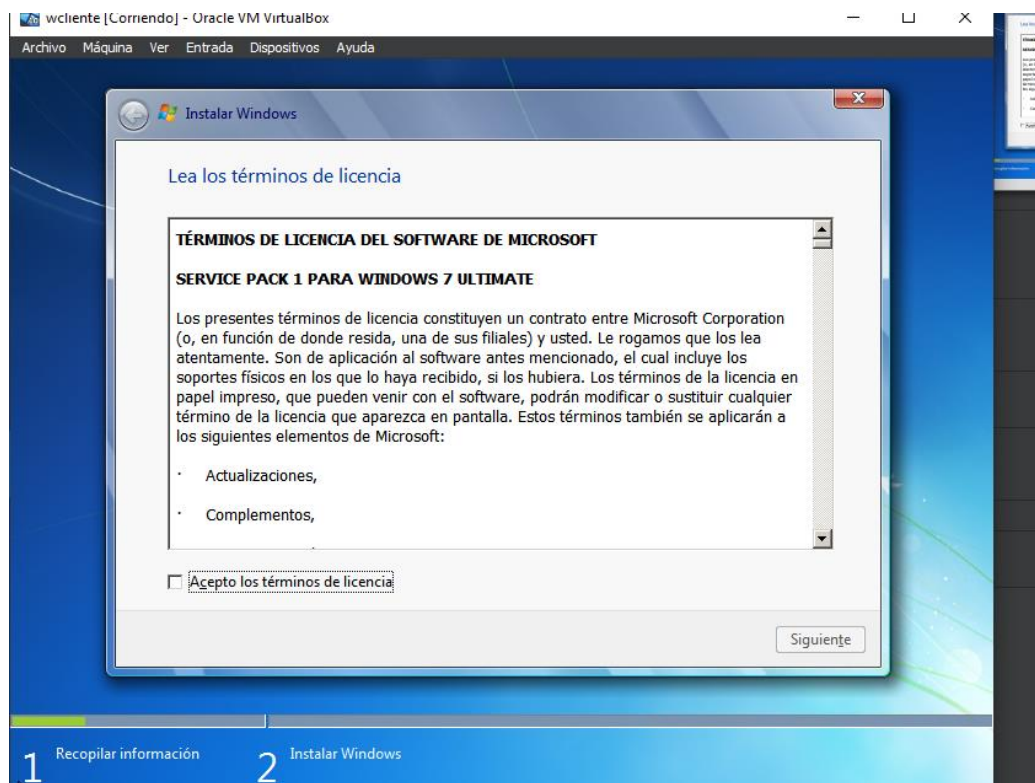 wcliente [Corriendo] - Oracle VM VirtualBox
Archivo Máquina Ver Entrada Dispositivos Ayuda
Instalar Windows
Lea los términos de licencia
TÉRMINOS DE LICENCIA DEL SOFTWARE DE MICROSOFT
SERVICE PACK 1 PARA WINDOWS 7 ULTIMATE
Los presentes términos de licencia constituyen un contrato entre Microsoft Corporation
(o, en función de donde resida, una de sus filiales) y usted. Le rogamos que los lea
atentamente. Son de aplicación al software antes mencionado, el cual incluye los
soportes físicos en los que lo haya recibido, si los hubiera. Los términos de la licencia en
papel impreso, que pueden venir con el software, podrán modificar o sustituir cualquier
término de la licencia que aparezca en pantalla. Estos términos también se aplicarán a
los siguientes elementos de Microsoft:
· Actualizaciones,
· Complementos,
Acepto los términos de licencia
Siguiente
1 Recopilar información 2 Instalar Windows